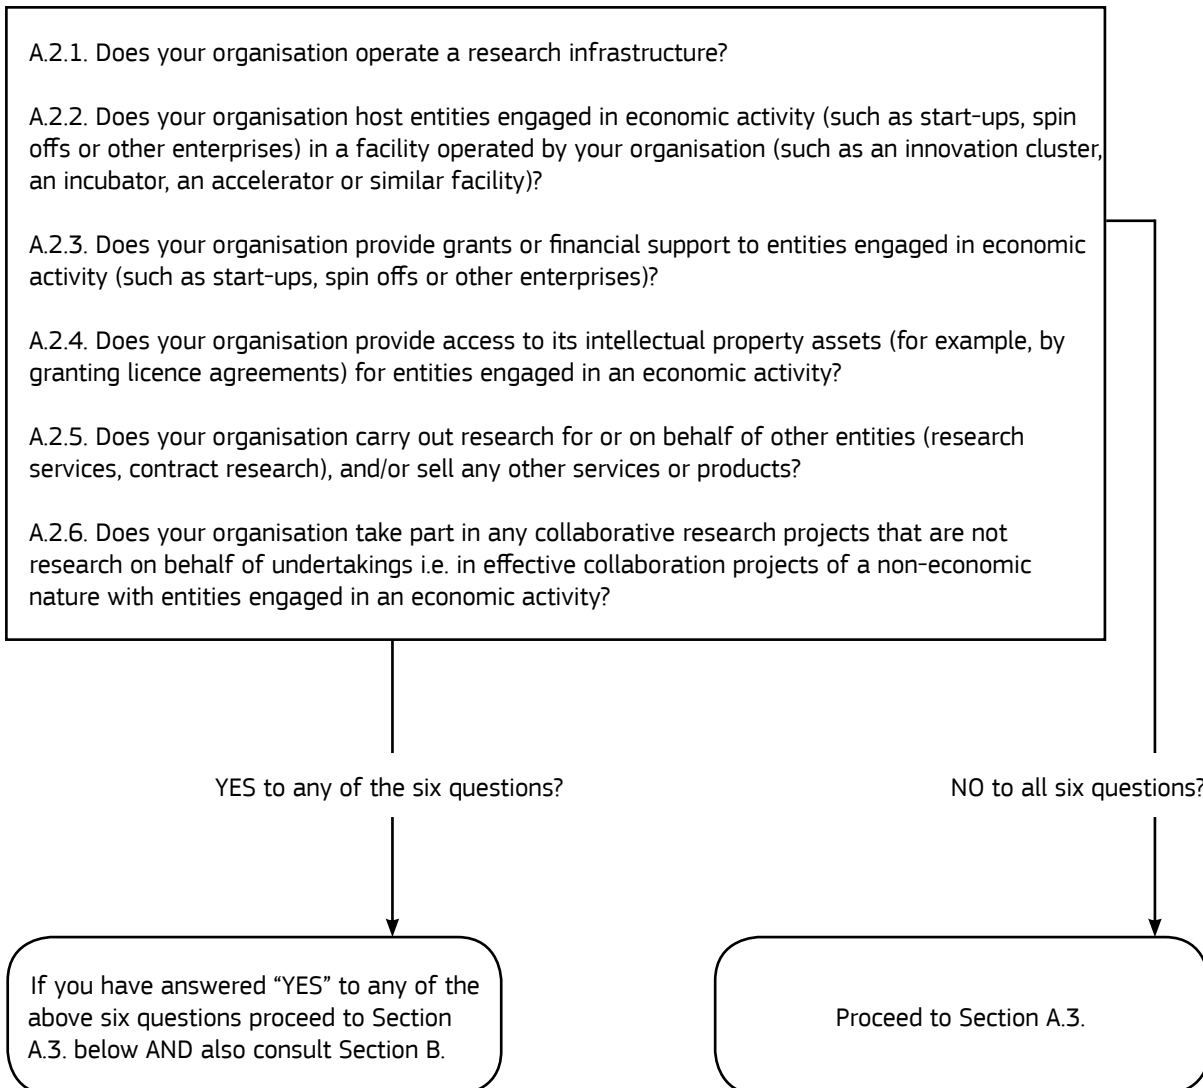 A.2.1. Does your organisation operate a research infrastructure?
A.2.2. Does your organisation host entities engaged in economic activity (such as start-ups, spin
offs or other enterprises) in a facility operated by your organisation (such as an innovation cluster,
an incubator, an accelerator or similar facility)?
A.2.3. Does your organisation provide grants or financial support to entities engaged in economic
activity (such as start-ups, spin offs or other enterprises)?
A.2.4. Does your organisation provide access to its intellectual property assets (for example, by
granting licence agreements) for entities engaged in an economic activity?
A.2.5. Does your organisation carry out research for or on behalf of other entities (research
services, contract research), and/or sell any other services or products?
A.2.6. Does your organisation take part in any collaborative research projects that are not
research on behalf of undertakings i.e. in effective collaboration projects of a non-economic
nature with entities engaged in an economic activity?
YES to any of the six questions?
NO to all six questions?
If you have answered “YES” to any of the
above six questions proceed to Section
A.3. below AND also consult Section B.
Proceed to Section A.3.